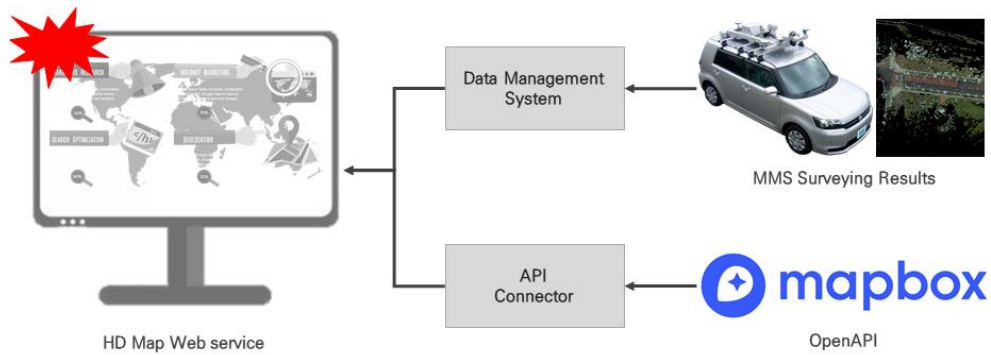 INTERNET MARKETING
SEARCH OPTIMIZATION
GEOLOCATION
</h>
Data Management
System
MMS Surveying Results
API
Connector
mapbox
OpenAPI
HD Map Web service